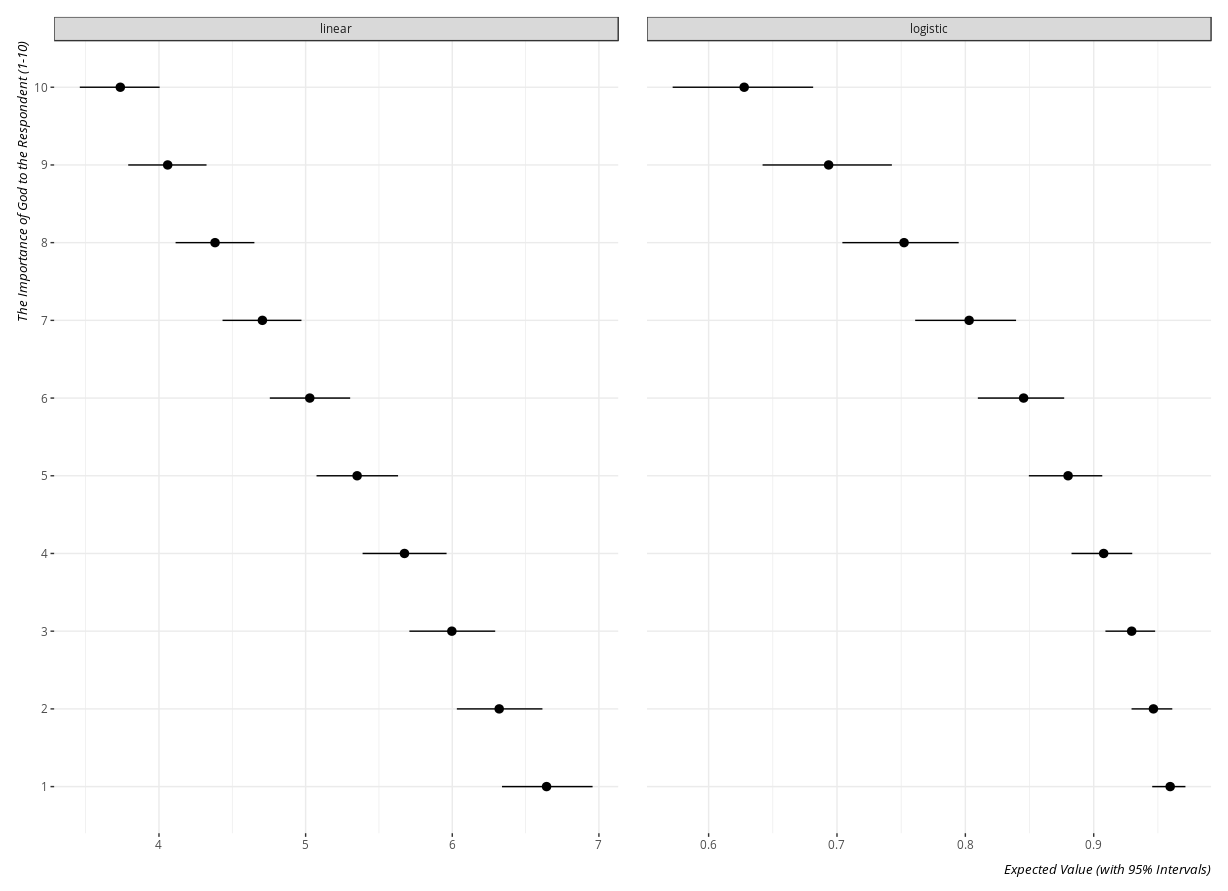 linear
logistic
The Importance of God to the Respondent (1-10)
10
9
8
7
6
5
4
3
2
1
4 5 6 7
0.6 0.7 0.8 0.9
Expected Value (with 95% Intervals)